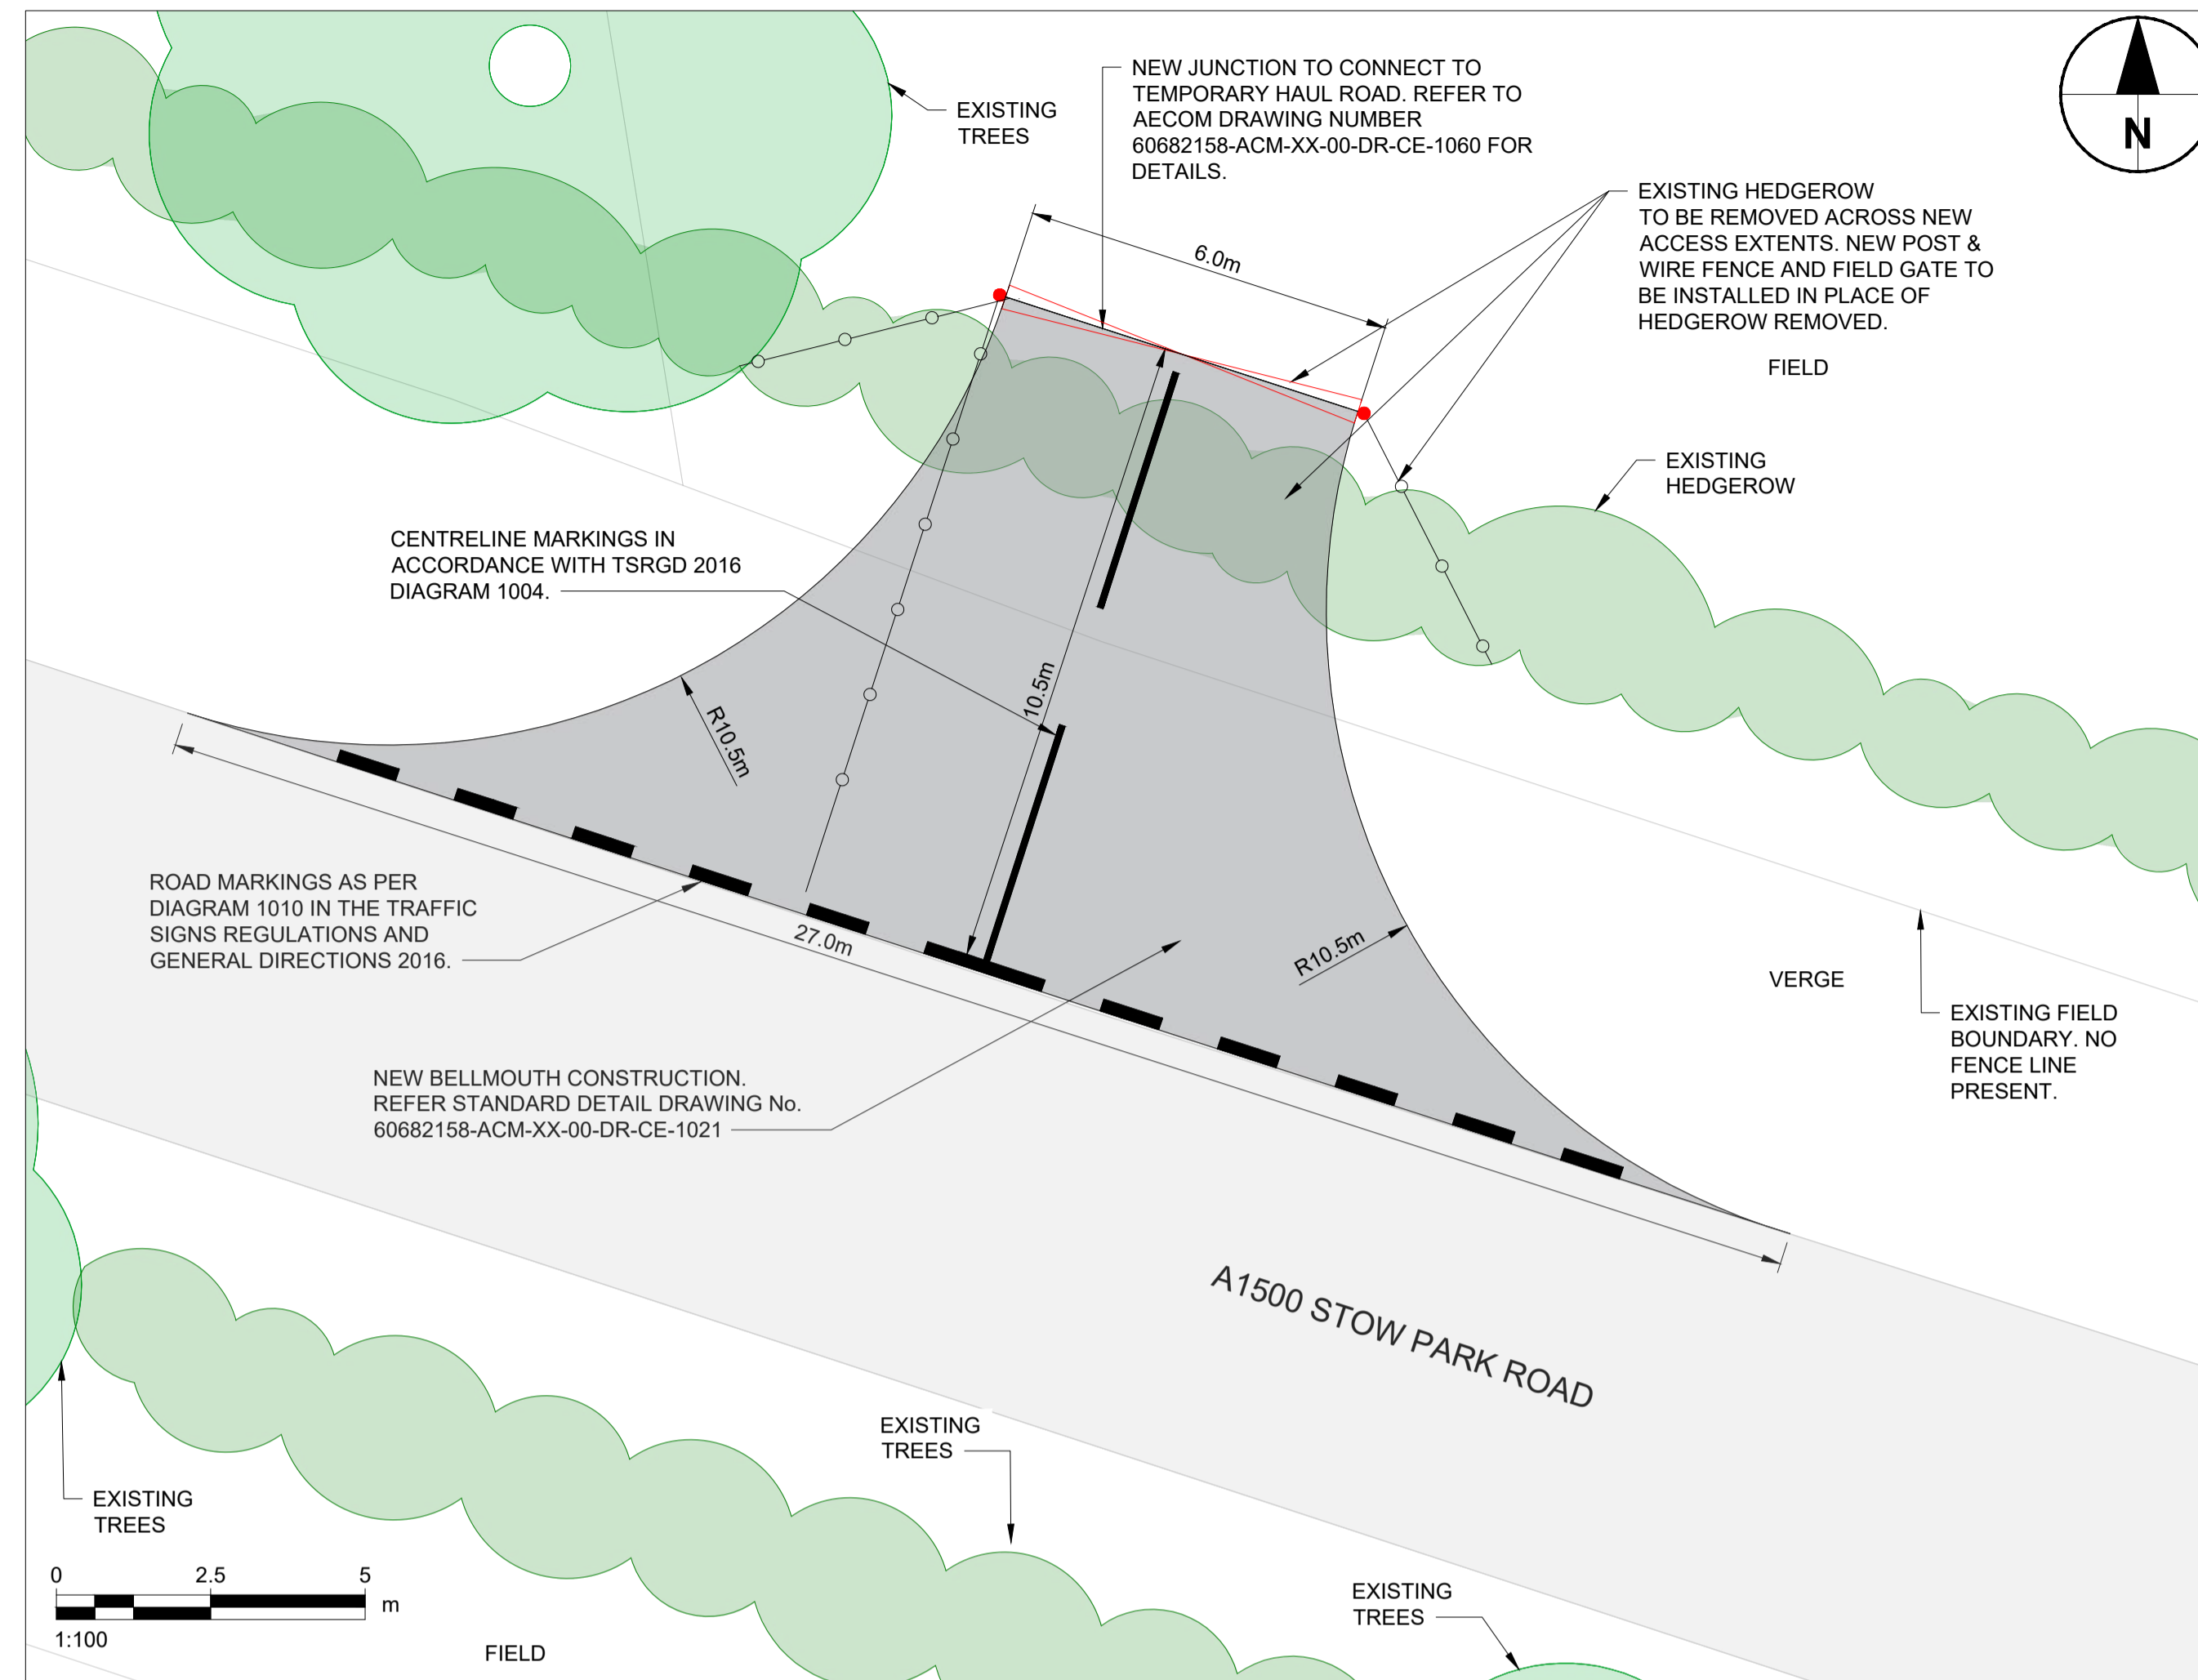 NEW JUNCTION TO CONNECT TO
TEMPORARY HAUL ROAD. REFER TO
AECOM DRAWING NUMBER
60682158-ACM-XX-00-DR-CE-1060 FOR
DETAILS.
EXISTING
TREES
N
EXISTING HEDGEROW
TO BE REMOVED ACROSS NEW
ACCESS EXTENTS. NEW POST &
WIRE FENCE AND FIELD GATE TO
BE INSTALLED IN PLACE OF
HEDGEROW REMOVED.
6.0m
FIELD
EXISTING
HEDGEROW
CENTRELINE MARKINGS IN
ACCORDANCE WITH TSRGD 2016
DIAGRAM 1004.
10.5m
R10.5m
ROAD MARKINGS AS PER
DIAGRAM 1010 IN THE TRAFFIC
SIGNS REGULATIONS AND
GENERAL DIRECTIONS 2016.
27.0m
R10.5m
VERGE
EXISTING FIELD
BOUNDARY. NO
FENCE LINE
PRESENT.
NEW BELLMOUTH CONSTRUCTION.
REFER STANDARD DETAIL DRAWING No.
60682158-ACM-XX-00-DR-CE-1021
A1500 STOW PARK ROAD
EXISTING
TREES
EXISTING
TREES
EXISTING
TREES
0 2.5 5
m
1:100
FIELD